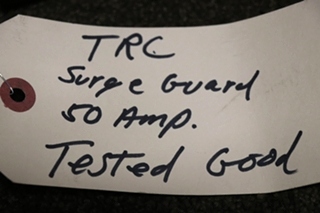 TRC
Surge Guard
50 Amp.
Tested Good